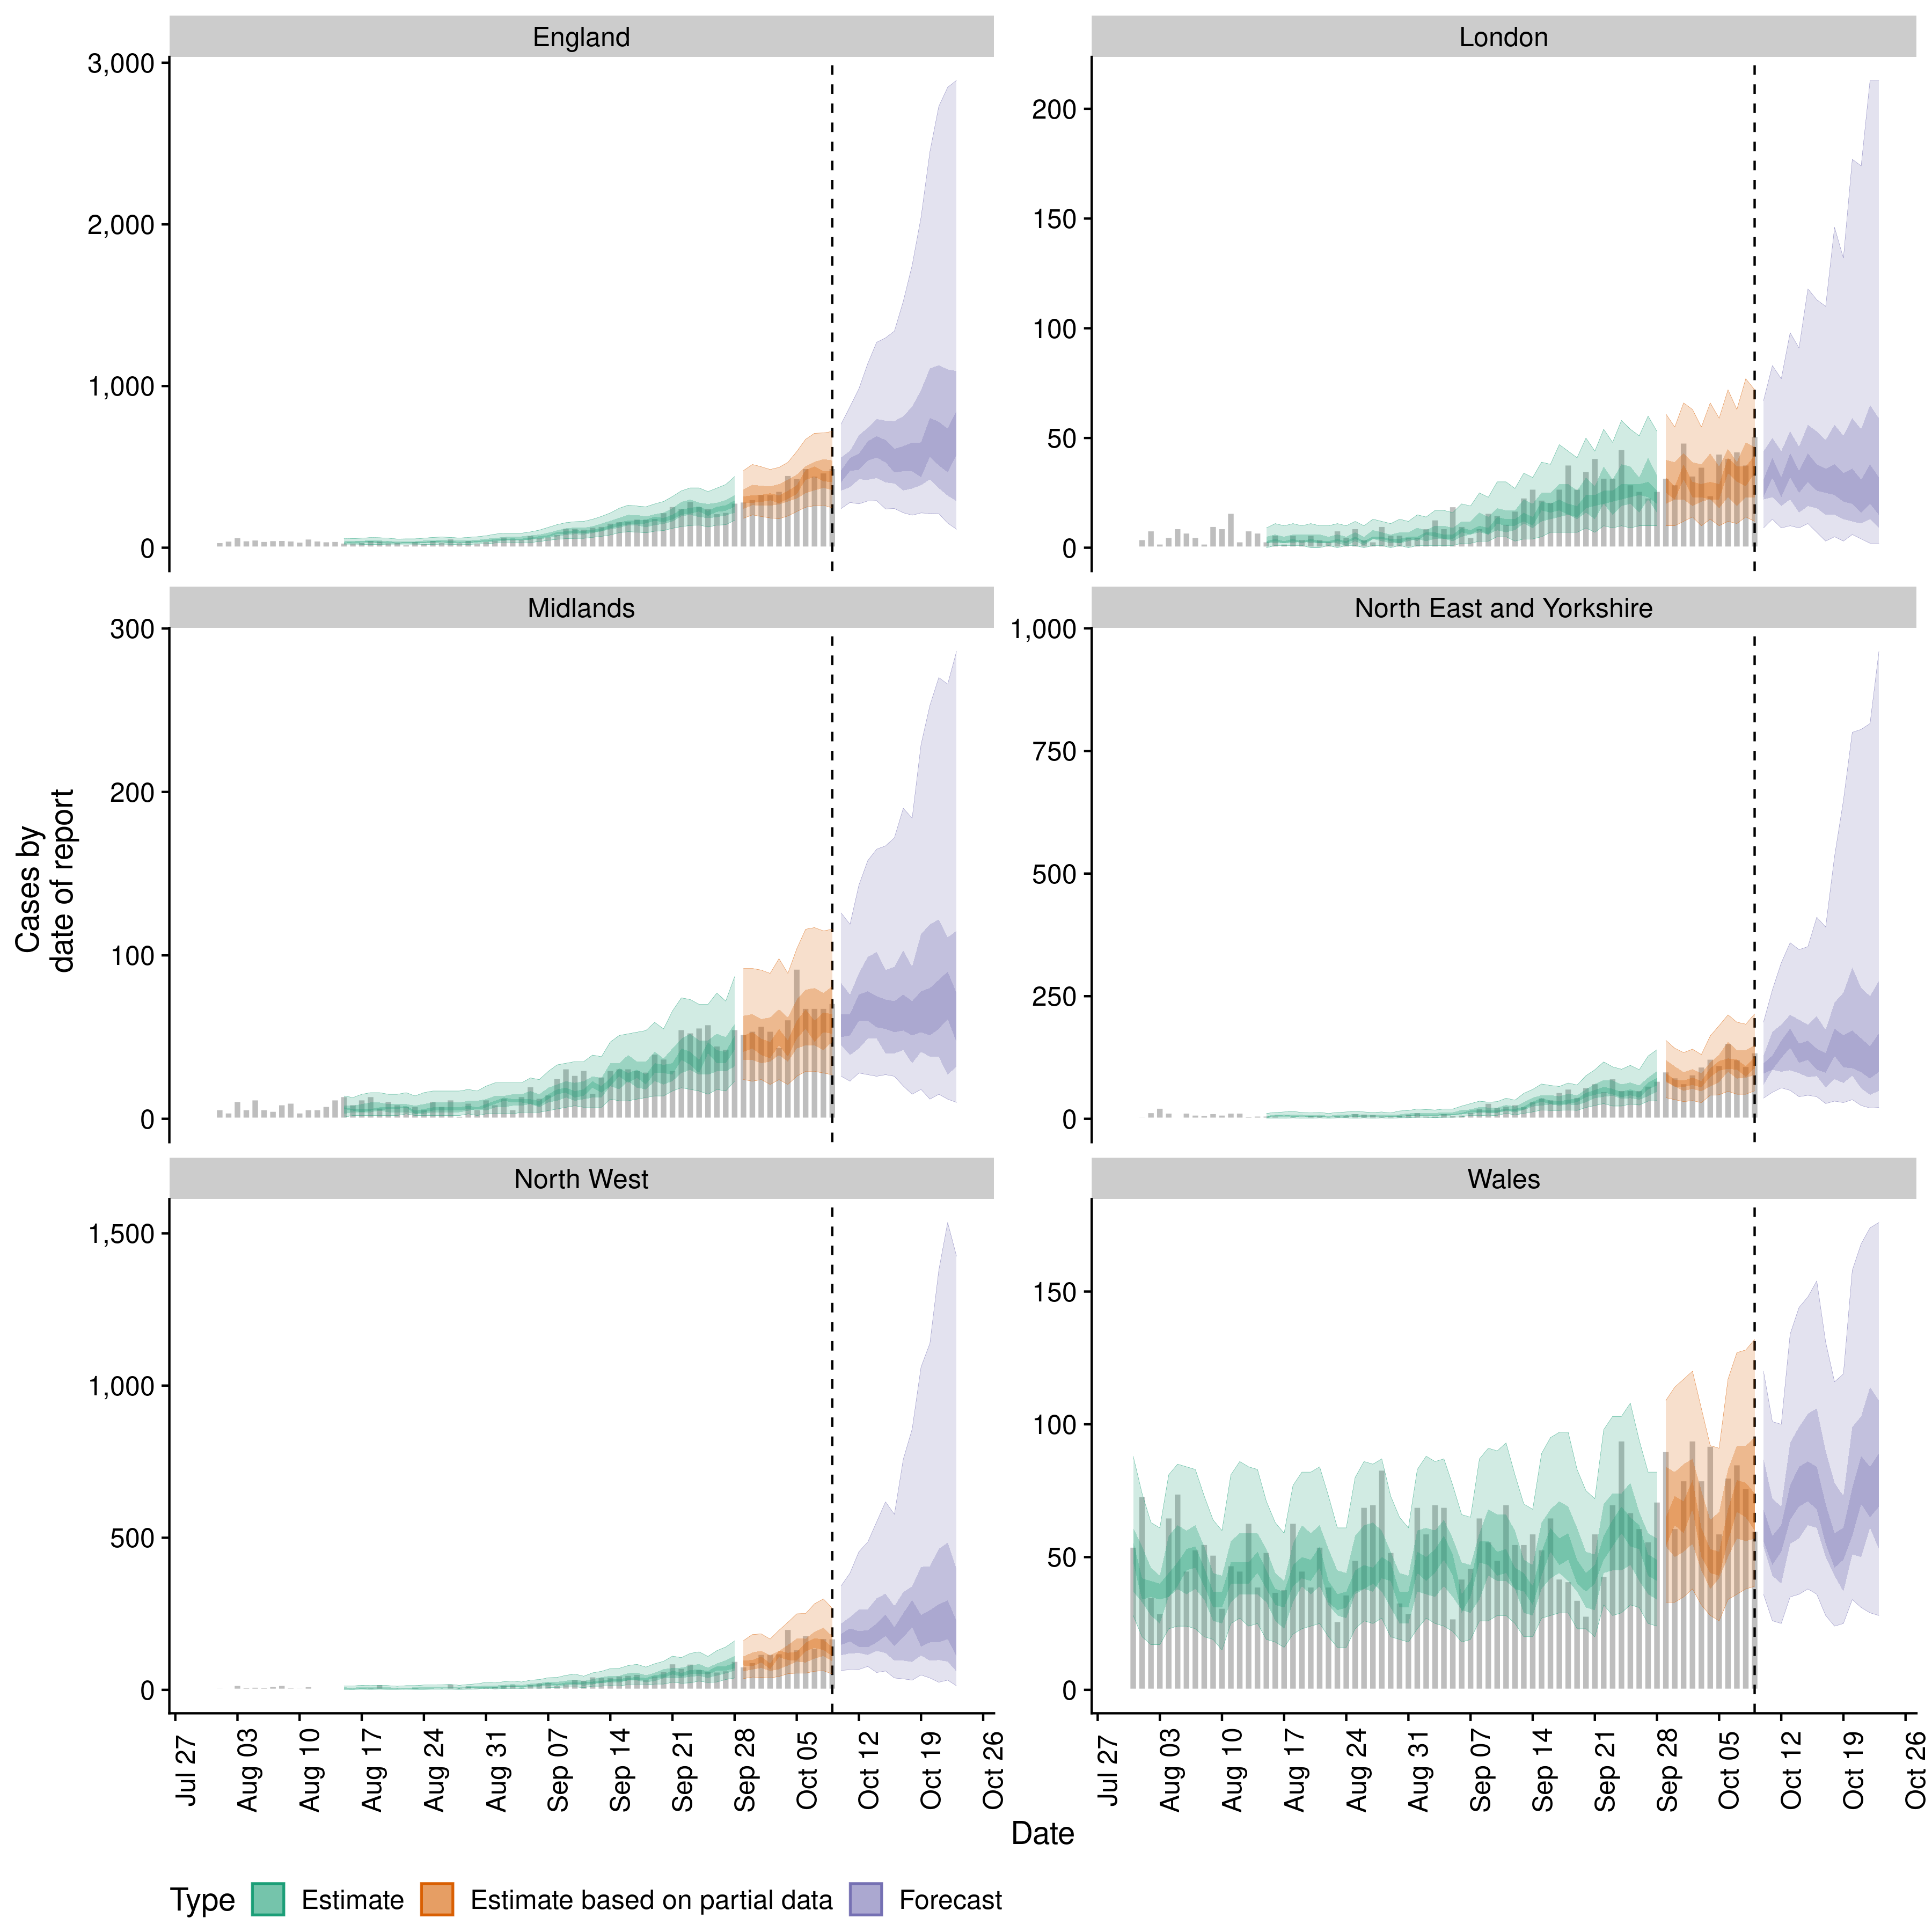 England
London
3,000
2,000
1,000
0
200
150
100
50
0
Midlands
North East and Yorkshire
300
200
100
0
1,000
750
500
250
0
Cases by
date of report
North West
Wales
1,500
1,000
500
0
150
100
50
0
Jul 27
Aug 03
Aug 10
Aug 17
Aug 24
Aug 31
Sep 07
Sep 14
Sep 21
Sep 28
Oct 05
Oct 12
Oct 19
Oct 26
Jul 27
Aug 03
Aug 10
Aug 17
Aug 24
Aug 31
Sep 07
Sep 14
Sep 21
Sep 28
Oct 05
Oct 12
Oct 19
Oct 26
Date
Type Estimate Estimate based on partial data Forecast